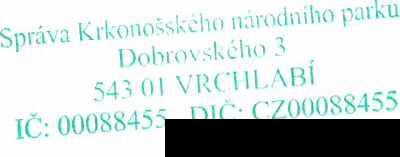 Správa Krkonošského národního parku
Dobrovského 3
543 01 VRCHLABÍ
IČ: 00088455 DIČ: CZ00088455